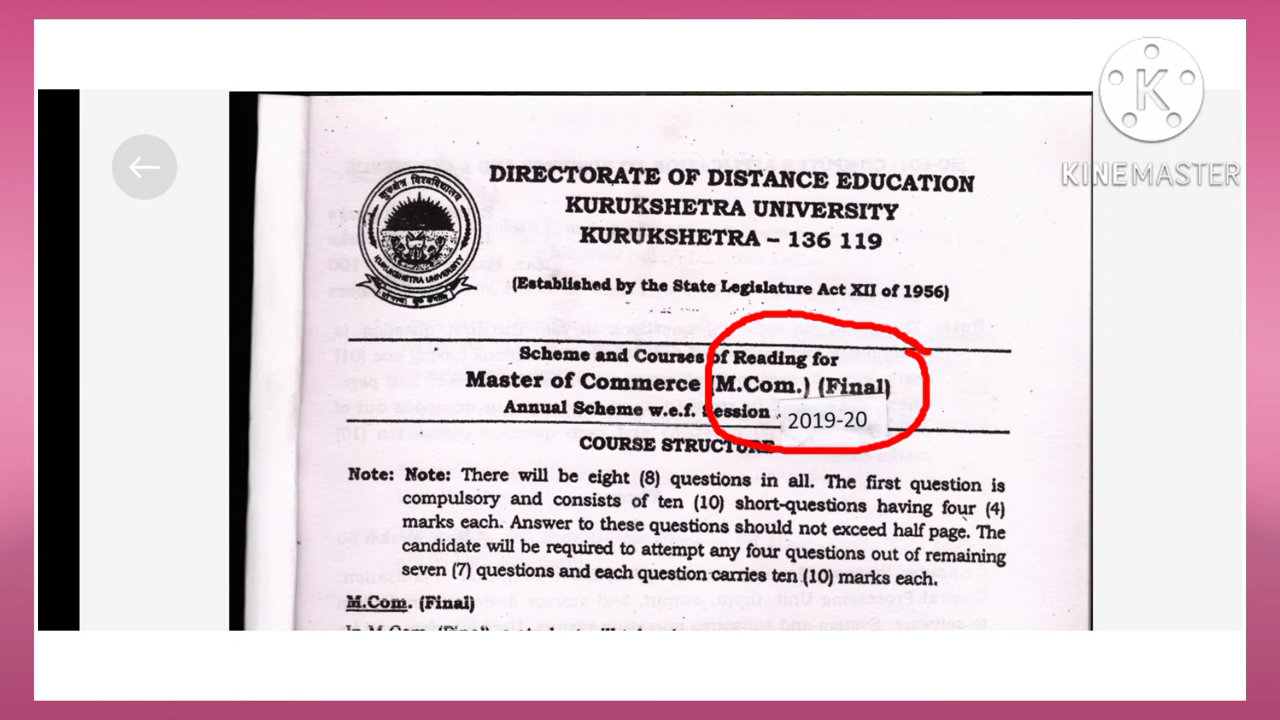 KINEMASTER
K
कुरुक्षेत्र विश्वविद्यालय
KURUKSHETRA UNIVERSITY
DIRECTORATE OF DISTANCE EDUCATION
KURUKSHETRA UNIVERSITY
KURUKSHETRA – 136 119
(Established by the State Legislature Act XII of 1956)
Scheme and Courses of Reading for
Master of Commerce (M.Com.) (Final)
Annual Scheme w.e.f. Session 2019-20
COURSE STRUCTURE
Note: Note: There will be eight (8) questions in all. The first question is
compulsory and consists of ten (10) short-questions having four (4)
marks each. Answer to these questions should not exceed half page. The
candidate will be required to attempt any four questions out of remaining
seven (7) questions and each question carries ten (10) marks each.
M.Com. (Final)